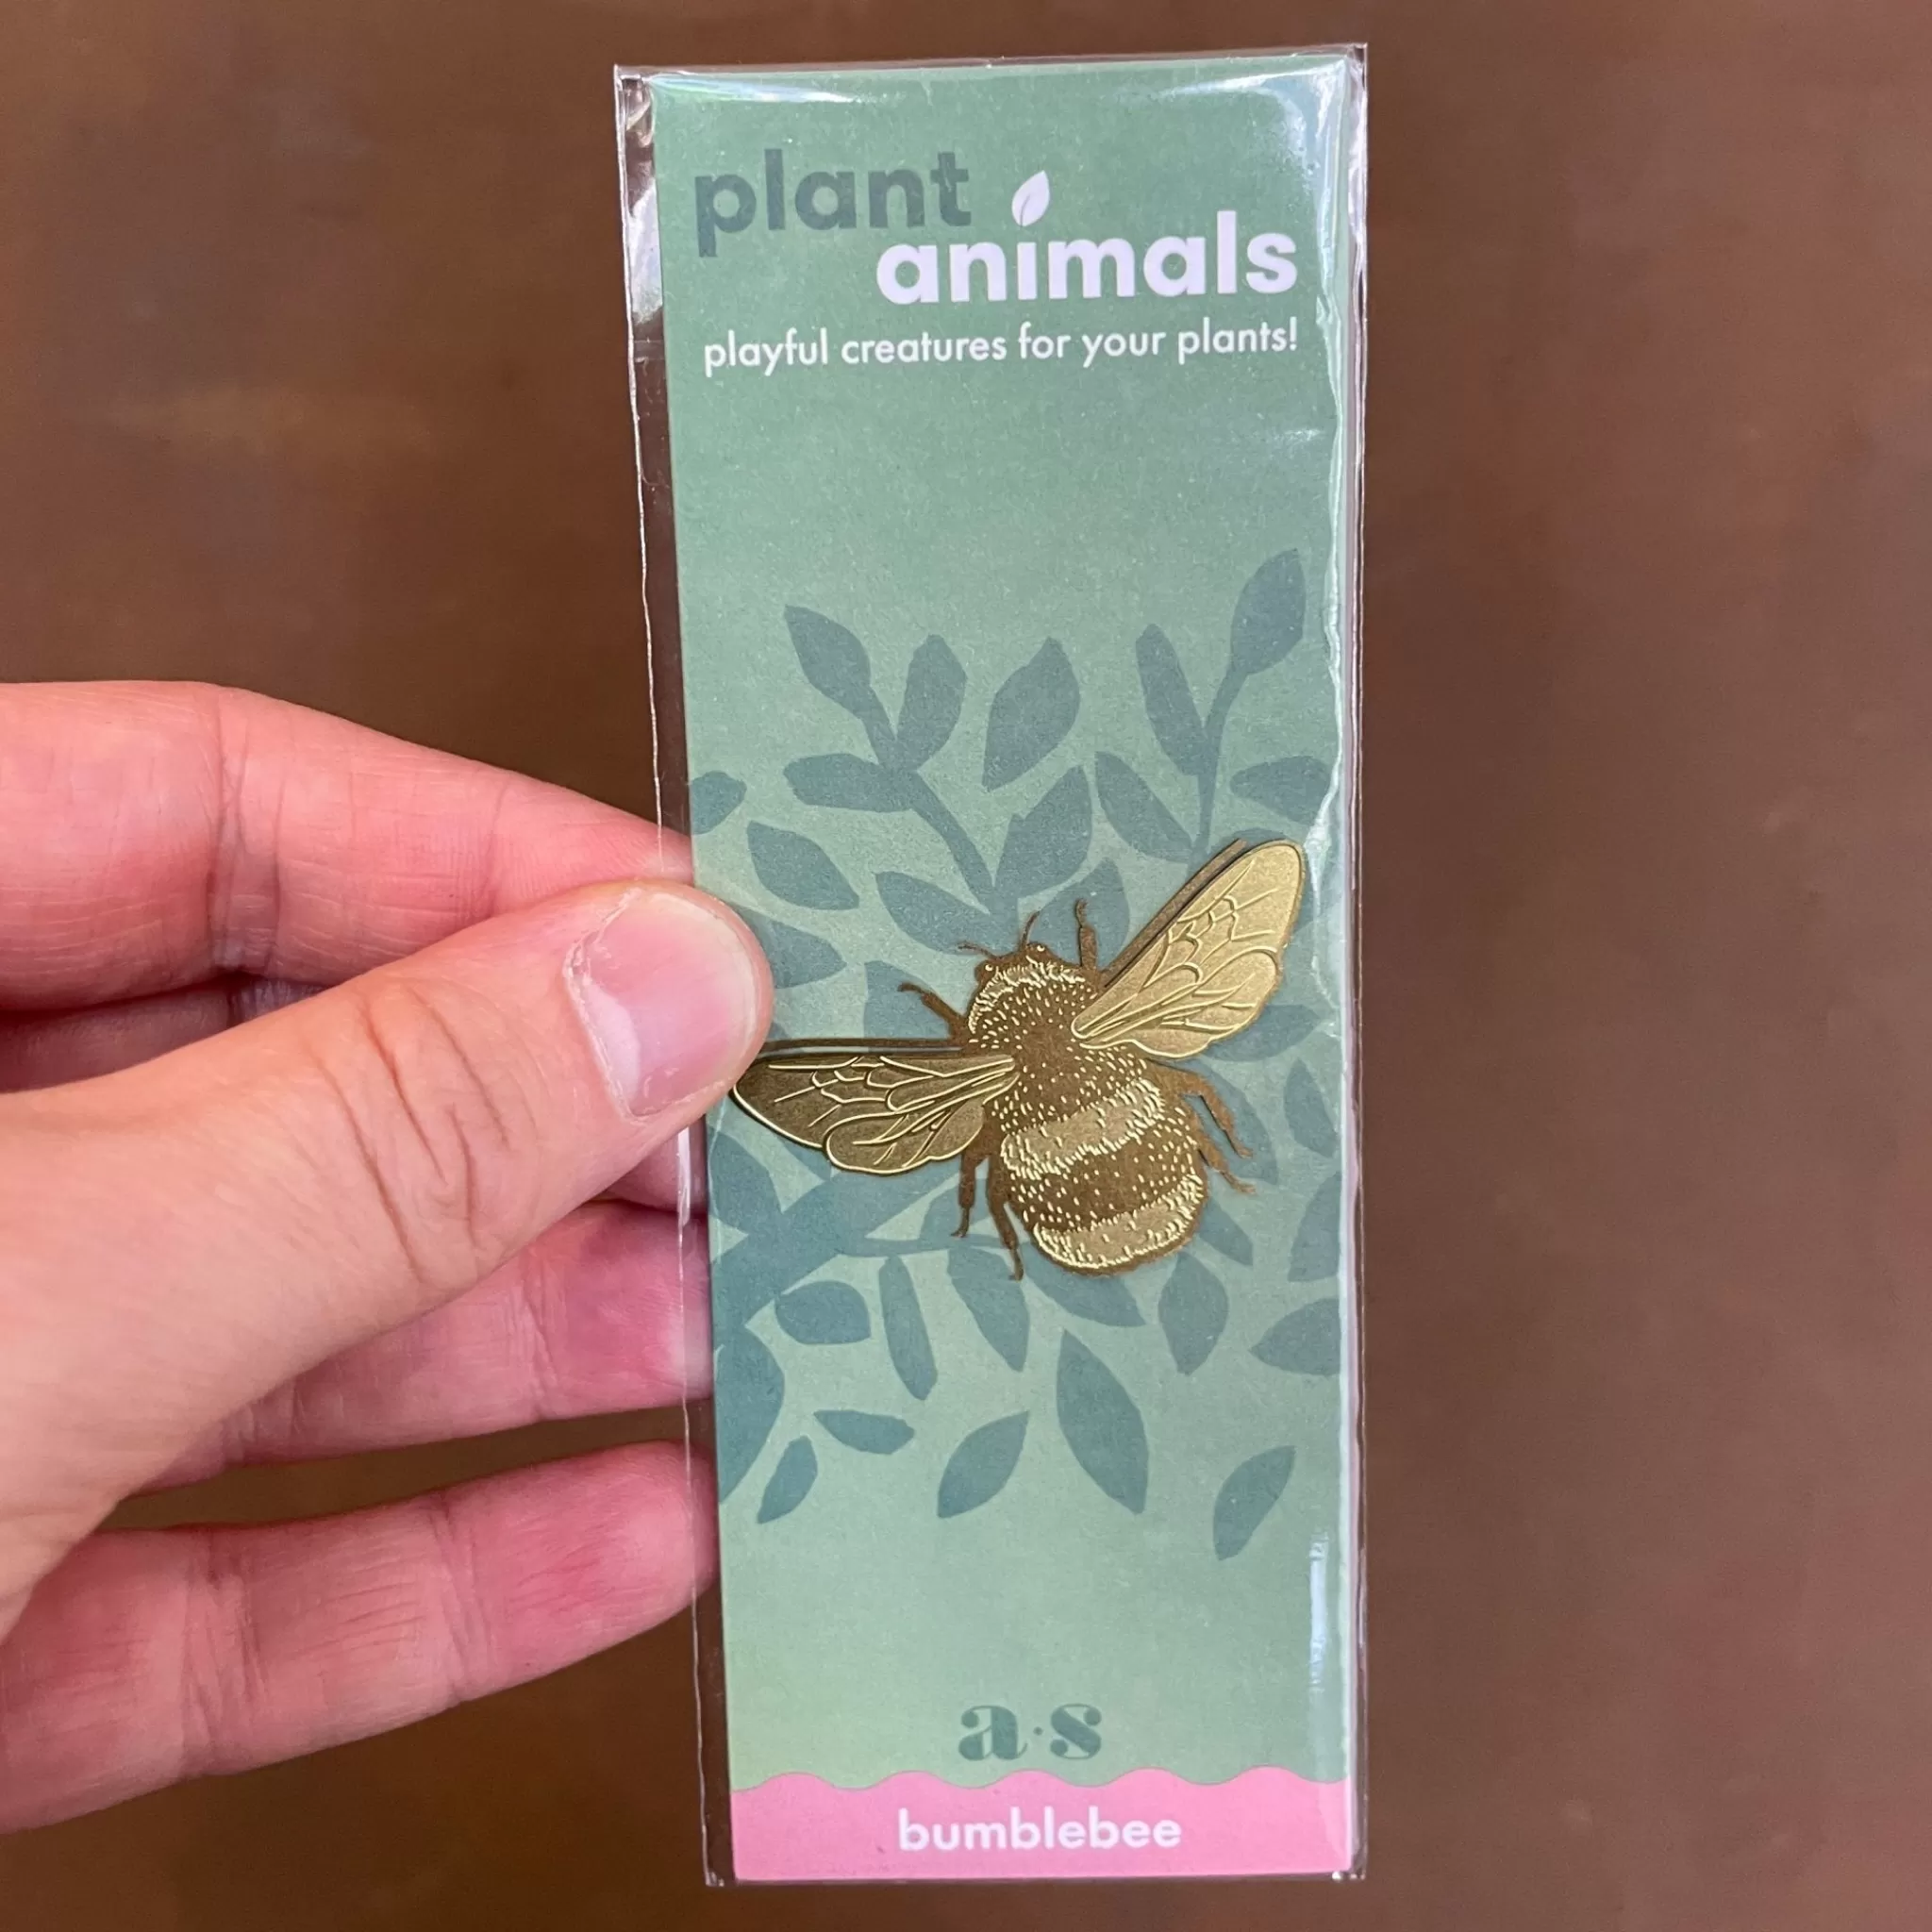 plant
animals
playful creatures for your plants!
a·s
bumblebee